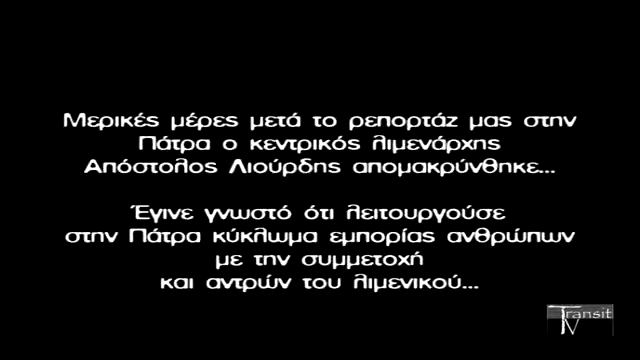 Μερικές μέρες μετά το ρεπορτάζ μας στην
Πάτρα ο κεντρικός λιμενάρχης
Απόστολος Λιούρδης απομακρύνθηκε...
Έγινε γνωστό ότι λειτουργούσε
στην Πάτρα κύκλωμα εμπορίας ανθρώπων
με την συμμετοχή
και αντρών του λιμενικού...
Transit
TV